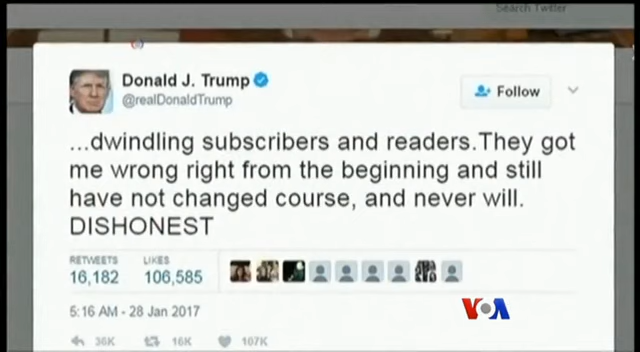 Search Twitter
Donald J. Trump
@realDonaldTrump
Follow
...dwindling subscribers and readers.They got
me wrong right from the beginning and still
have not changed course, and never will.
DISHONEST
RETWEETS LIKES
16,182 106,585
5:16 AM - 28 Jan 2017
VOA
36K 16K 107K